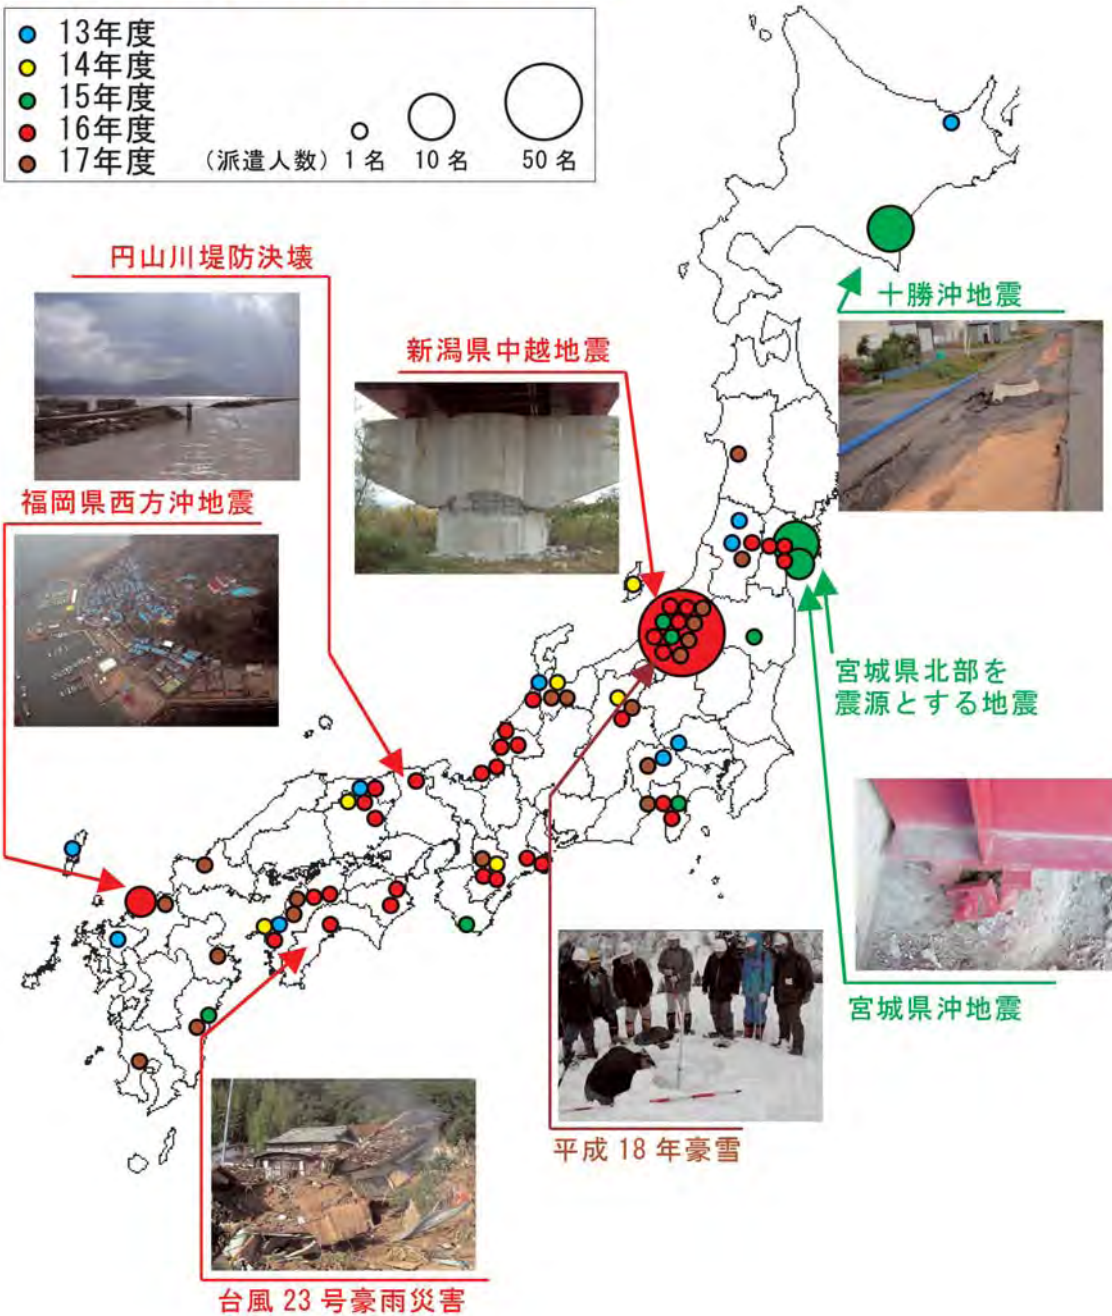 13年度
14年度
15年度
16年度
17年度
(派遣人数) 1名 10名 50名
円山川堤防決壊
十勝沖地震
新潟県中越地震
福岡県西方沖地震
宮城県北部を
震源とする地震
宮城県沖地震
平成18年豪雪
台風23号豪雨災害